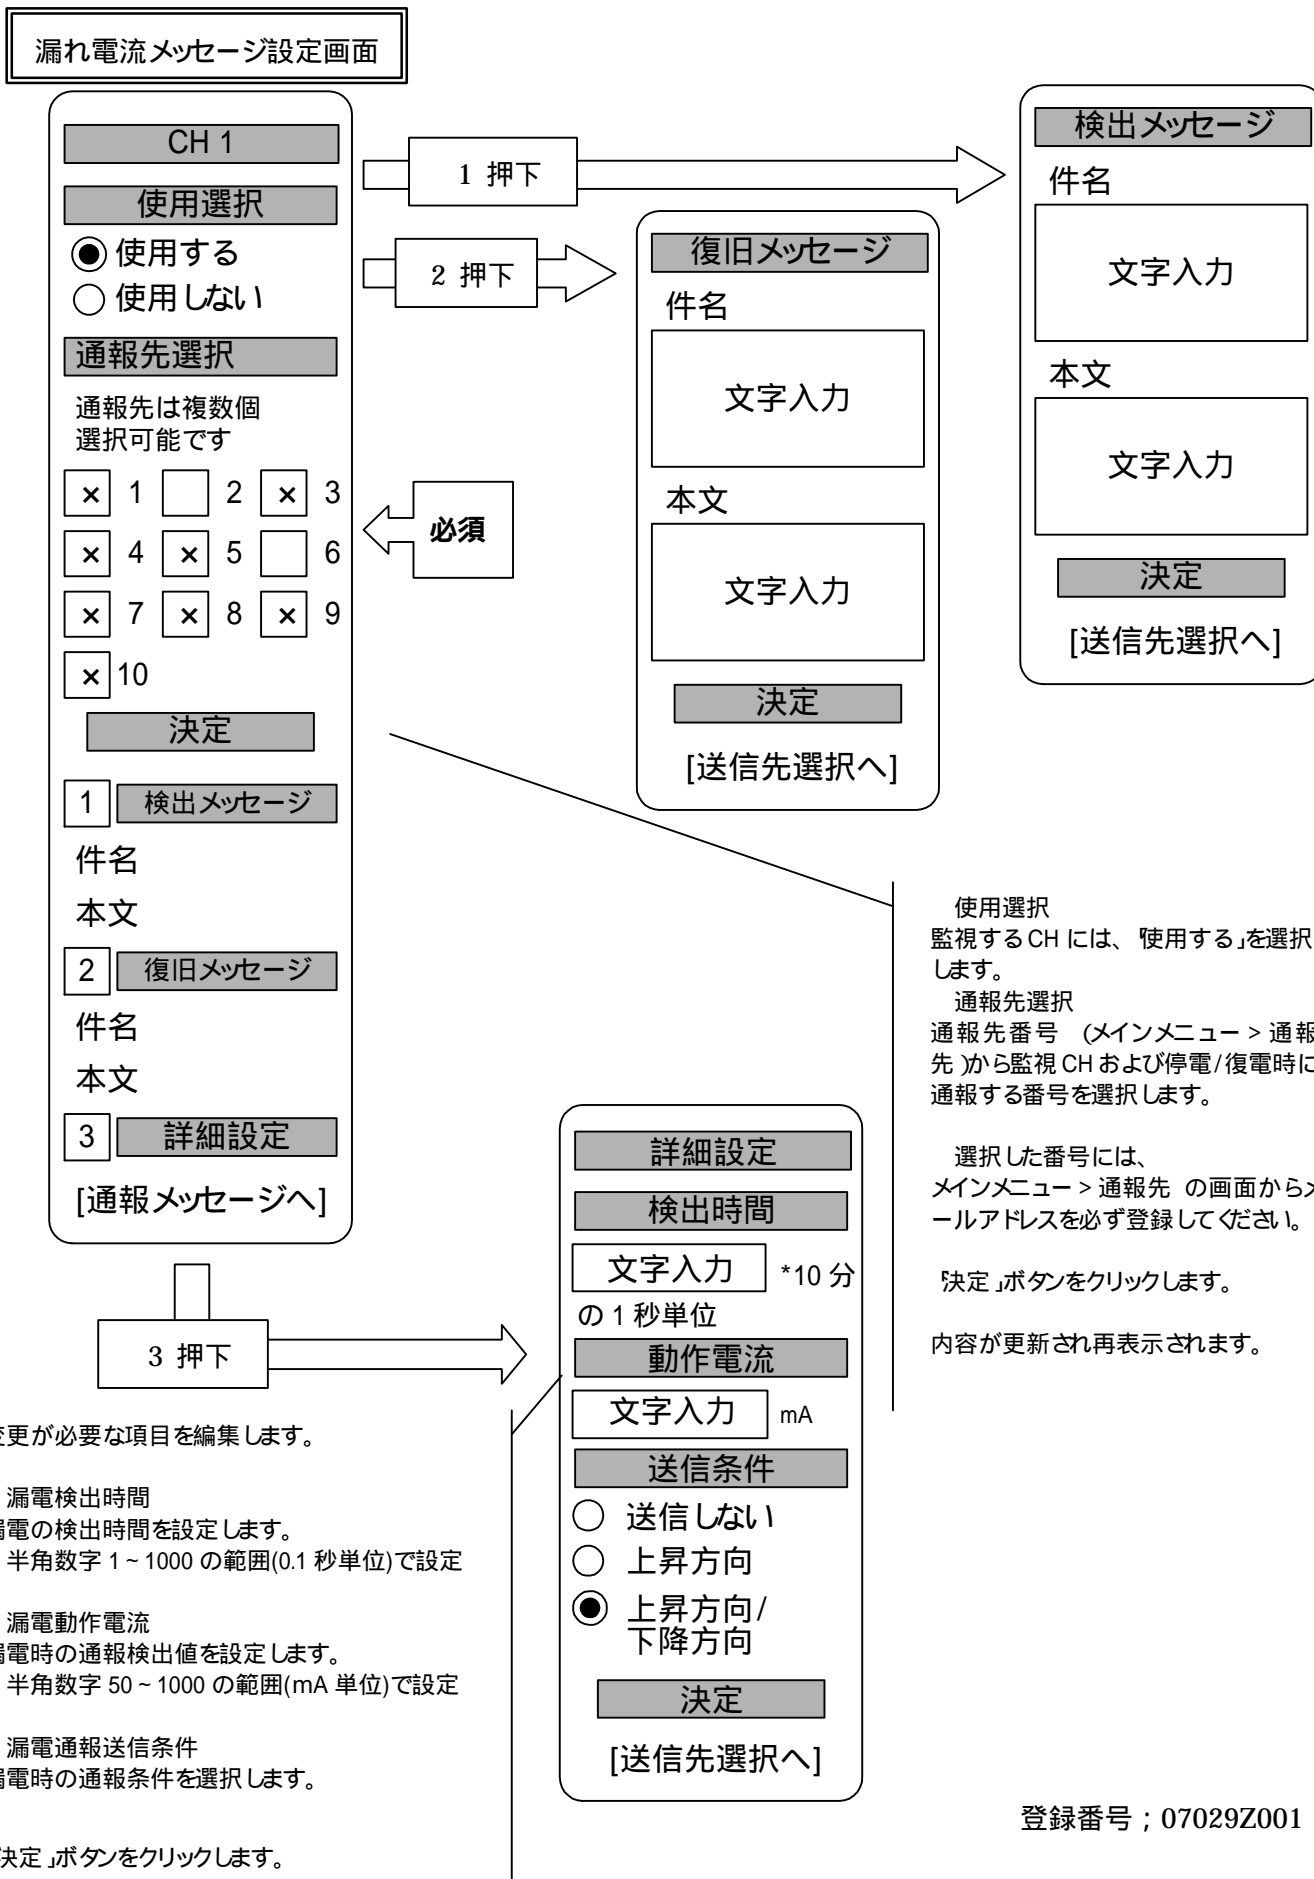 漏れ電流メッセージ設定画面
CH 1
使用選択
使用する
使用しない
通報先選択
通報先は複数個
選択可能です
× 1 2 × 3
× 4 × 5 6
× 7 × 8 × 9
× 10
決定
1 検出メッセージ
件名
本文
2 復旧メッセージ
件名
本文
3 詳細設定
[通報メッセージへ]
1 押下
2 押下
必須
3 押下
復旧メッセージ
件名
文字入力
本文
文字入力
決定
[送信先選択へ]
検出メッセージ
件名
文字入力
本文
文字入力
決定
[送信先選択へ]
使用選択
監視するCH には、『使用する」を選択
します。
通報先選択
通報先番号 (メインメニュー > 通報
先 )から監視 CH および停電/復電時に
通報する番号を選択します。
選択した番号には、
メインメニュー > 通報先 の画面からメ
ールアドレスを必ず登録してください。
『決定」ボタンをクリックします。
内容が更新され再表示されます。
詳細設定
検出時間
文字入力 *10 分
の 1 秒単位
動作電流
文字入力 mA
送信条件
送信しない
上昇方向
上昇方向/
下降方向
決定
[送信先選択へ]
変更が必要な項目を編集します。
漏電検出時間
漏電の検出時間を設定します。
半角数字 1 ~ 1000 の範囲(0.1 秒単位)で設定
漏電動作電流
漏電時の通報検出値を設定します。
半角数字 50 ~ 1000 の範囲(mA 単位)で設定
漏電通報送信条件
漏電時の通報条件を選択します。
決定」ボタンをクリックします。
登録番号 ; 07029Z001